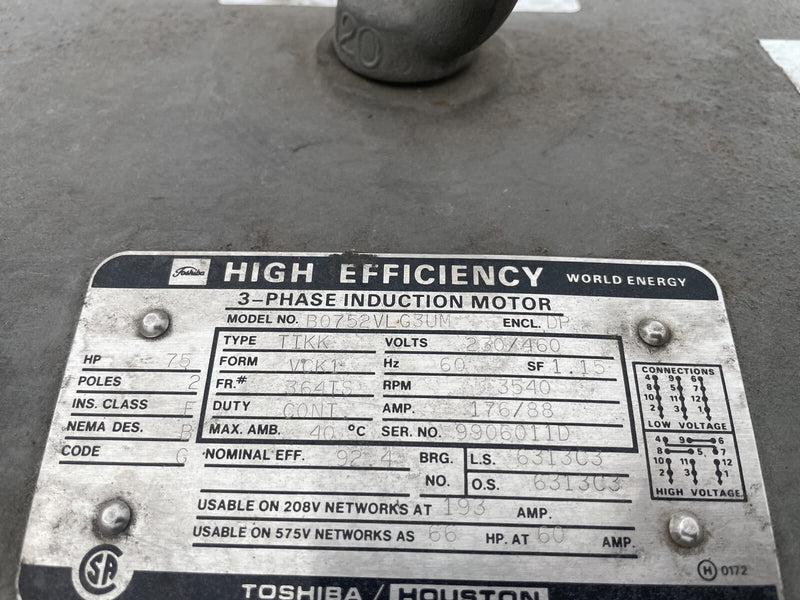 20
Toshiba HIGH EFFICIENCY WORLD ENERGY
3-PHASE INDUCTION MOTOR
MODEL NO. B0752VLG3UM ENCL. DP
TYPE TIKK VOLTS 230/460
HP 75 FORM VCK1 Hz 60 SF 1.15
POLES 2 FR.# 364TS RPM 3540
INS. CLASS F DUTY CONT. AMP. 176/88
NEMA DES. B MAX. AMB. 40 °C SER. NO. 9906011D
CODE G NOMINAL EFF. 92.4 BRG. L.S. 6313C3
NO. O.S. 6313C3
USABLE ON 208V NETWORKS AT 193 AMP.
USABLE ON 575V NETWORKS AS 66 HP. AT 60 AMP.
CONNECTIONS
4 9 6
8 5 7
10 11 12
2 3 1
LOW VOLTAGE
4 9 6
8 5 7
10 11 12
2 3 1
HIGH VOLTAGE
SA H 0172
TOSHIBA / HOUSTON